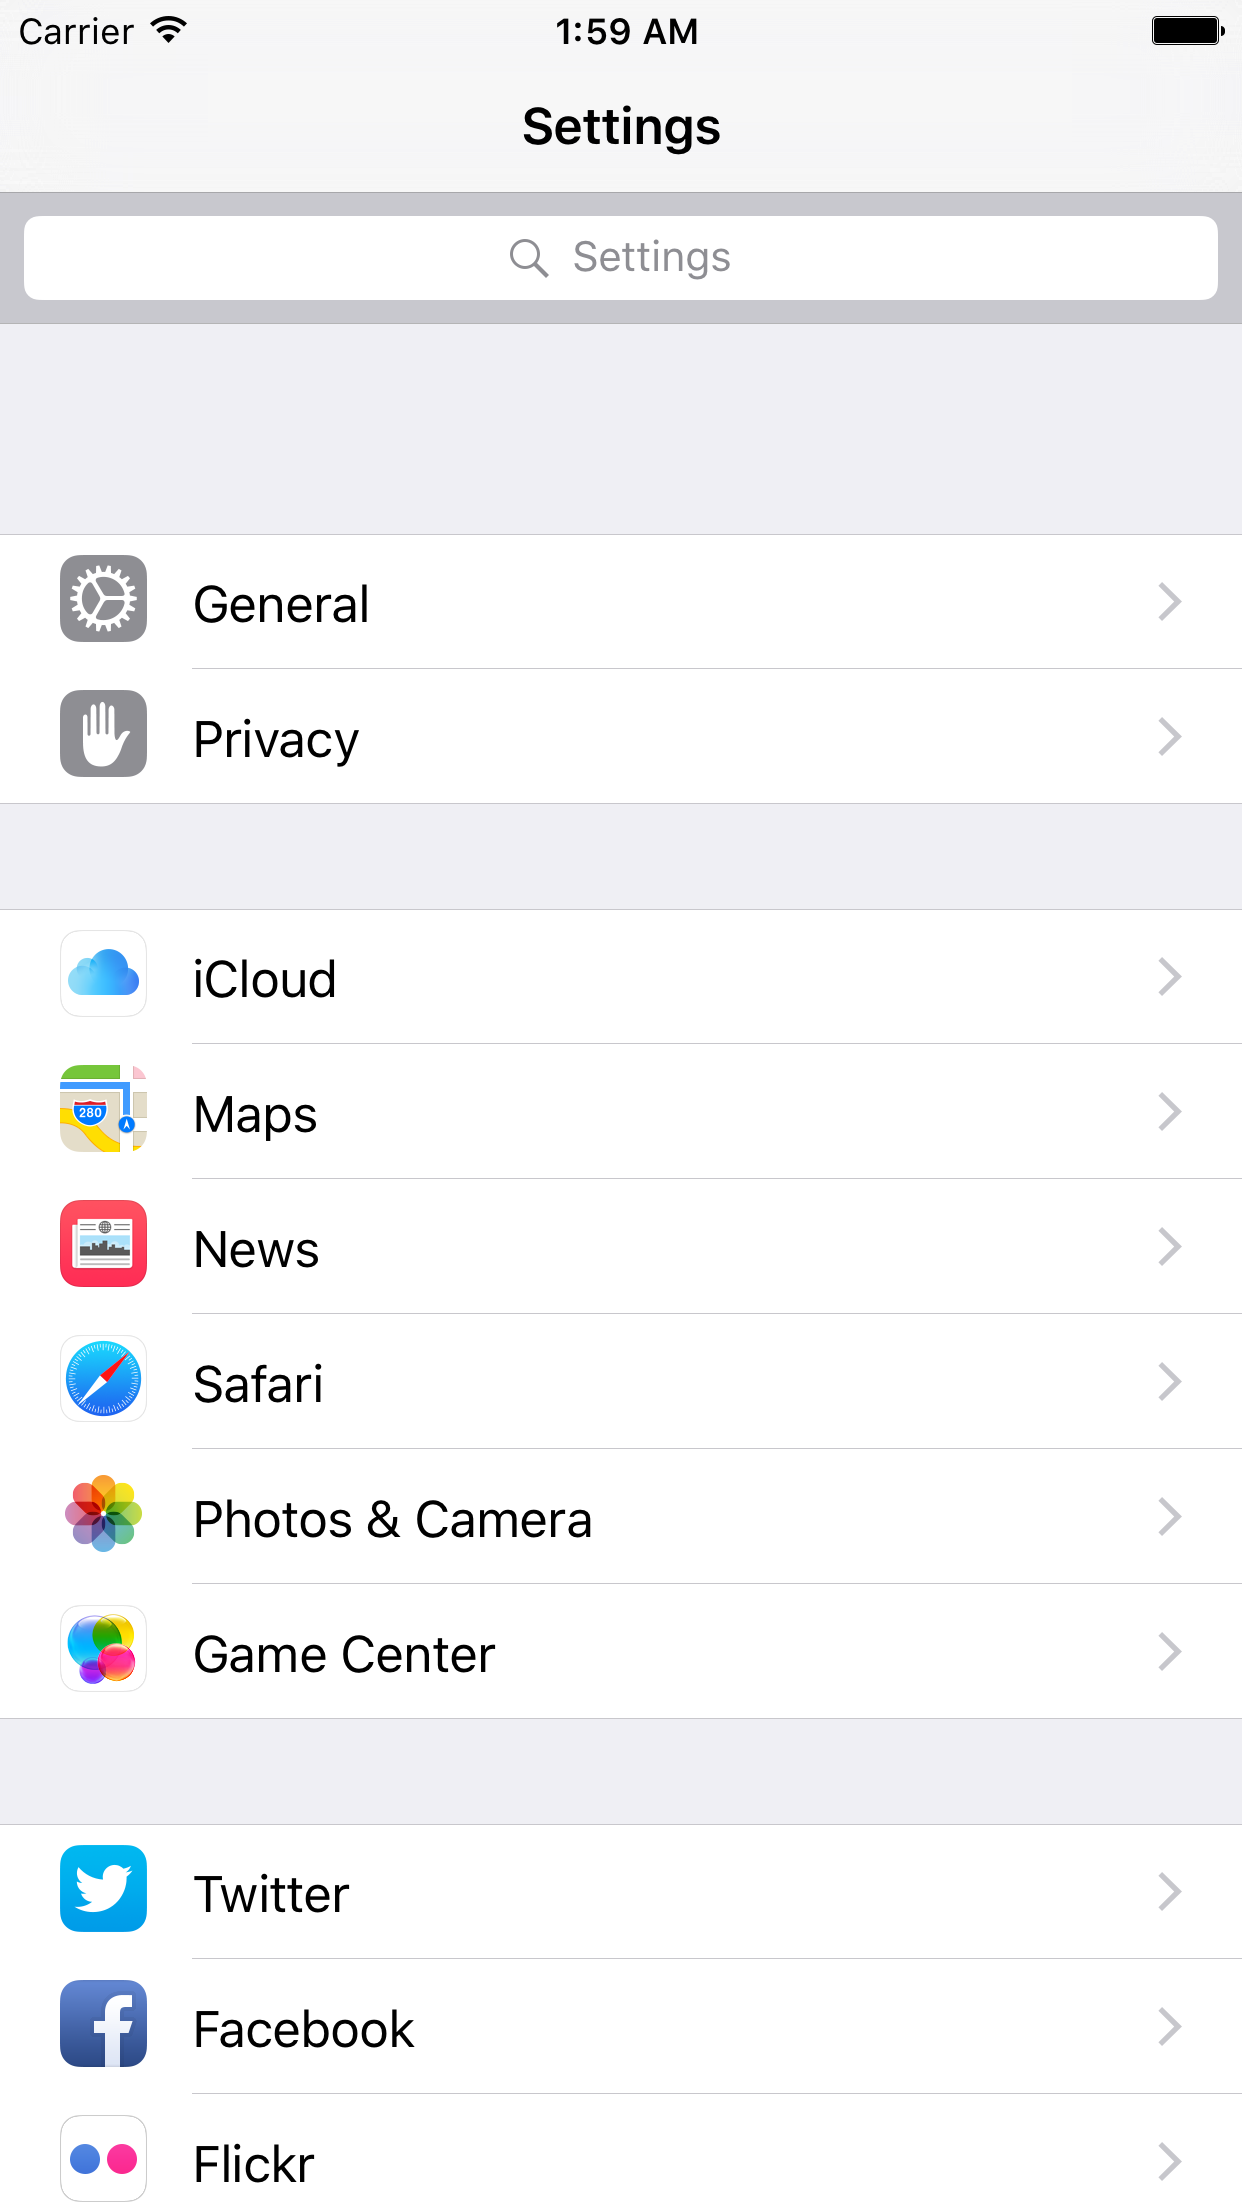 Carrier 1:59 AM
Settings
Settings
General
Privacy
iCloud
280
Maps
News
Safari
Photos & Camera
Game Center
Twitter
Facebook
Flickr